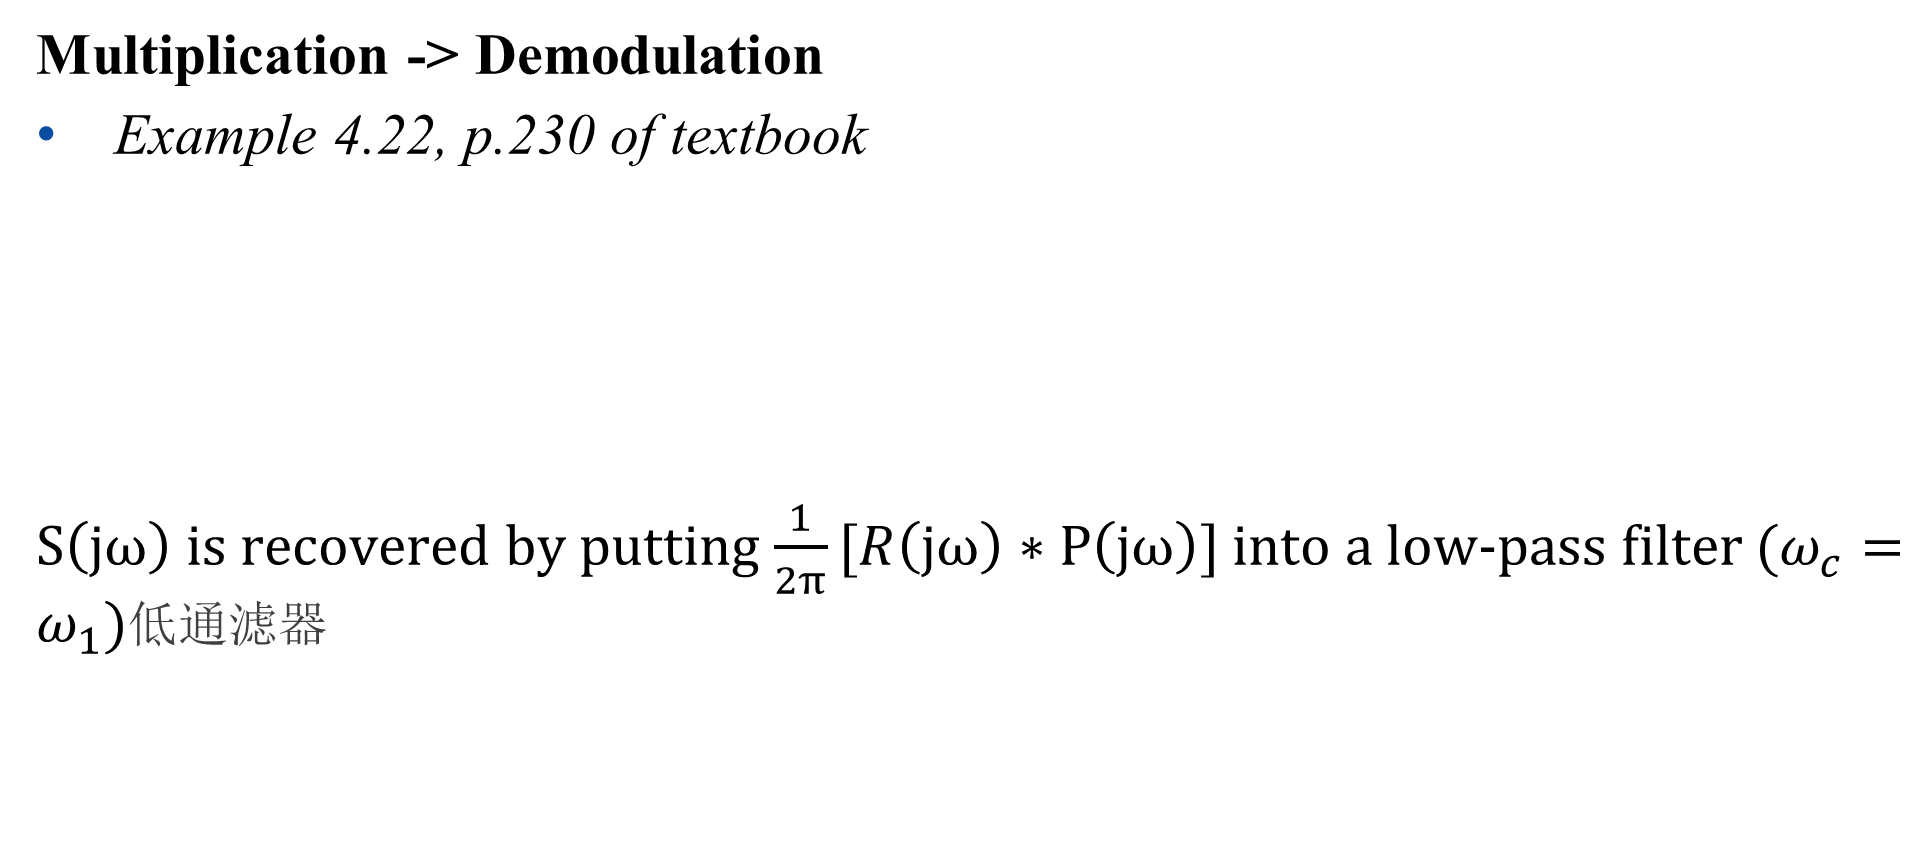 Multiplication -> Demodulation
• Example 4.22, p.230 of textbook
S(jω) is recovered by putting \frac{1}{2π} [R(jω) ∗ P(jω)] into a low-pass filter (ω_c =
ω_1)低通滤器